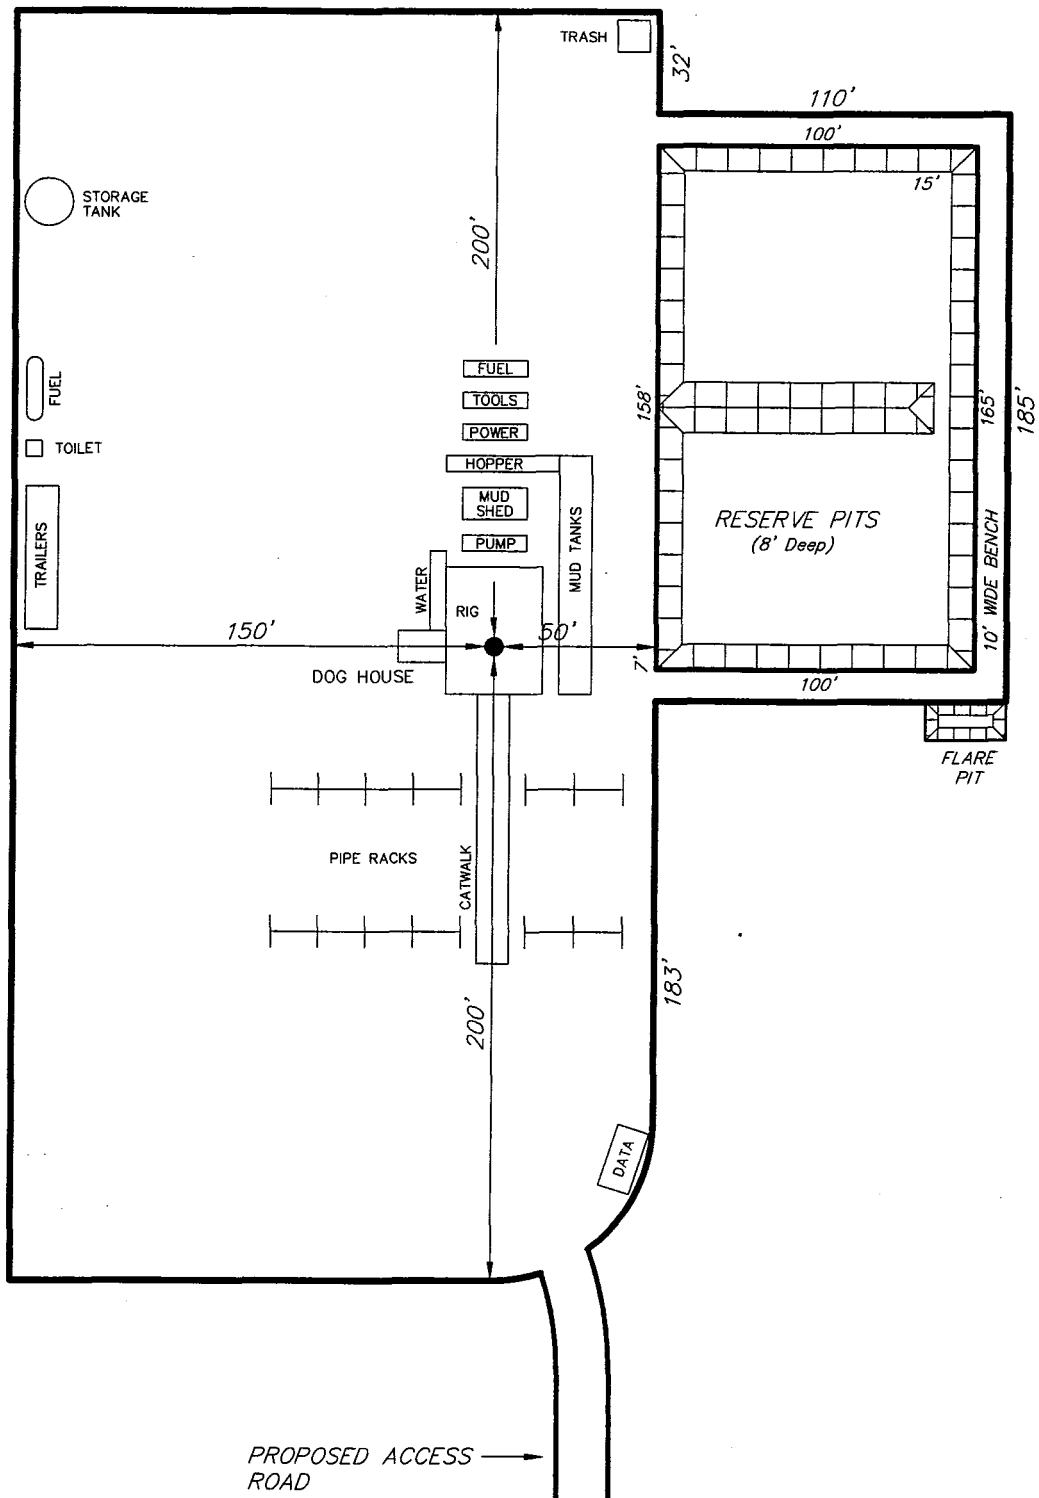 TRASH
32'
110'
100'
15'
STORAGE
TANK
200'
FUEL
FUEL
TOOLS
158'
165'
185'
POWER
TOILET
HOPPER
MUD
SHED
RESERVE PITS
(8' Deep)
TRAILERS
MUD TANKS
PUMP
10' WIDE BENCH
WATER
RIG
150'
50'
7'
DOG HOUSE
100'
FLARE
PIT
PIPE RACKS
CATWALK
183'
200'
DATA
PROPOSED ACCESS
ROAD